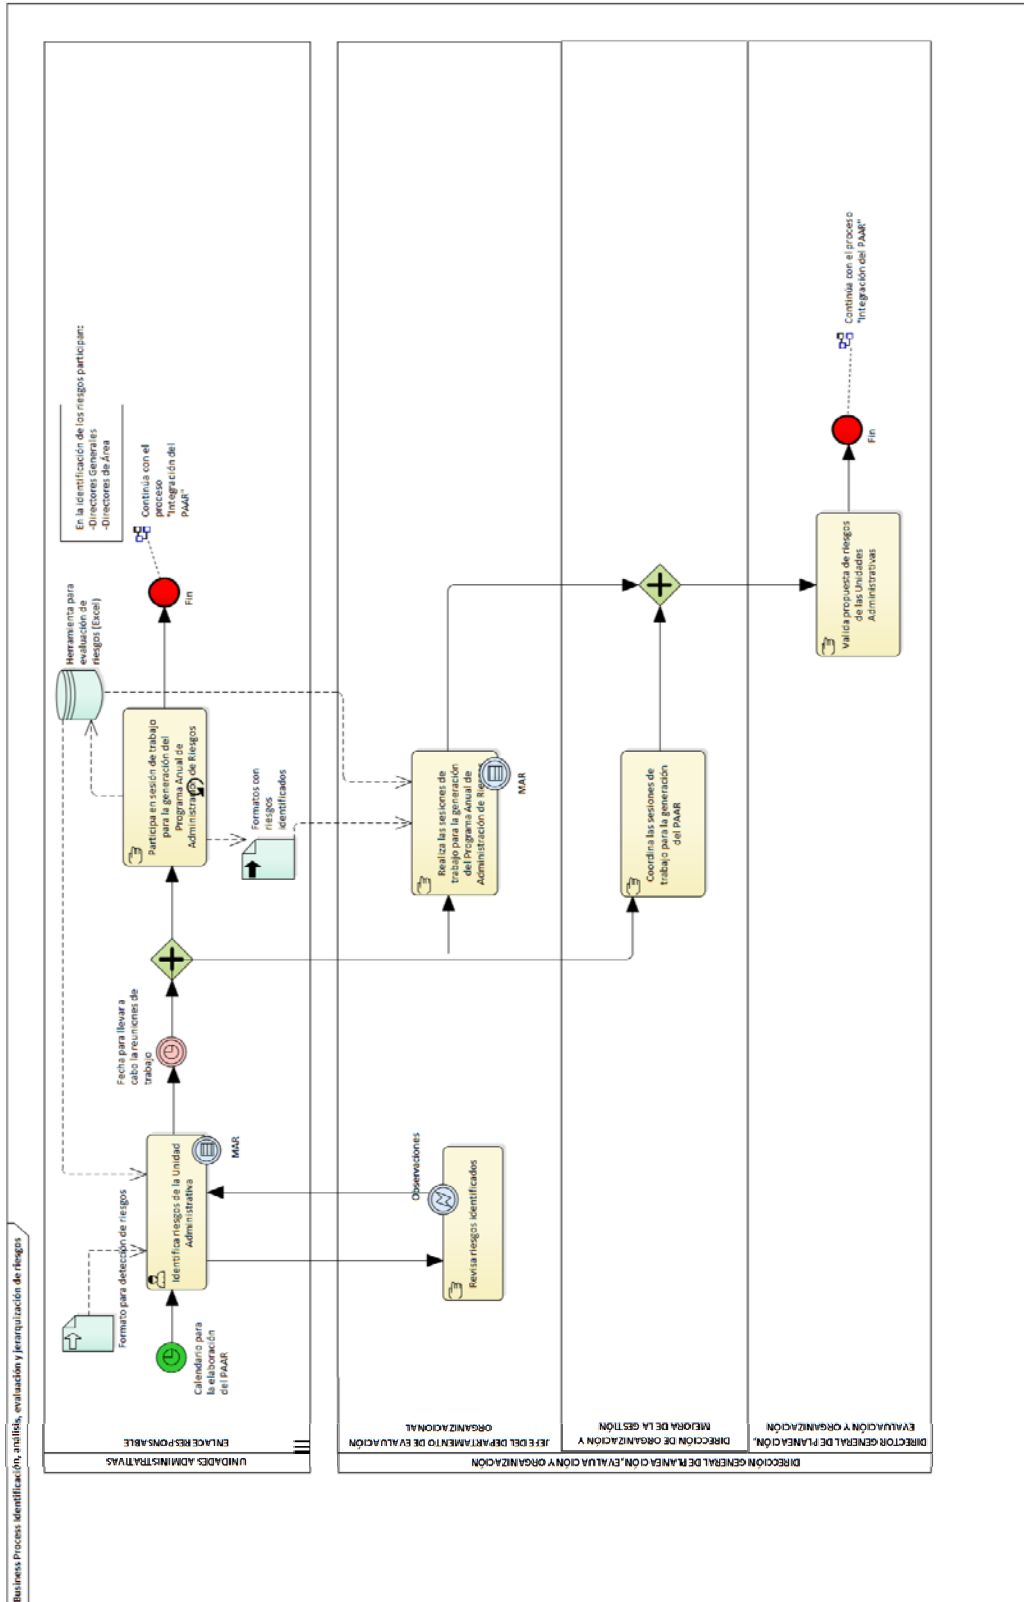 Business Process Identificación, análisis, evaluación y jerarquización de riesgos
UNIDADES ADMINISTRATIVAS
ENLACE RESPONSABLE
Calendario para
la elaboración
del PAAR
Formato para detección de riesgos
Identifica riesgos de la Unidad
Administrativa
MAR
Fecha para llevar a
cabo la reuniones de
trabajo
Participa en sesión de trabajo
para la generación del
Programa Anual de
Administración de Riesgos
Formatos con
riesgos
identificados
Herramienta para
evaluación de
riesgos (Excel)
Fin
Continúa con el
proceso
"Integración del
PAAR"
En la identificación de los riesgos participan:
-Directores Generales
-Directores de Área
DIRECCIÓN GENERAL DE PLANEACIÓN, EVALUACIÓN Y ORGANIZACIÓN
JEFE DEL DEPARTAMENTO DE EVALUACIÓN
ORGANIZACIONAL
Revisa riesgos identificados
Observaciones
Realiza las sesiones de
trabajo para la generación
del Programa Anual de
Administración de Riesgos
MAR
DIRECCIÓN DE ORGANIZACIÓN Y
MEJORA DE LA GESTIÓN
Coordina las sesiones de
trabajo para la generación
del PAAR
DIRECTOR GENERAL DE PLANEACIÓN,
EVALUACIÓN Y ORGANIZACIÓN
Valida propuesta de riesgos
de las Unidades
Administrativas
Fin
Continúa con el proceso
"Integración del PAAR"